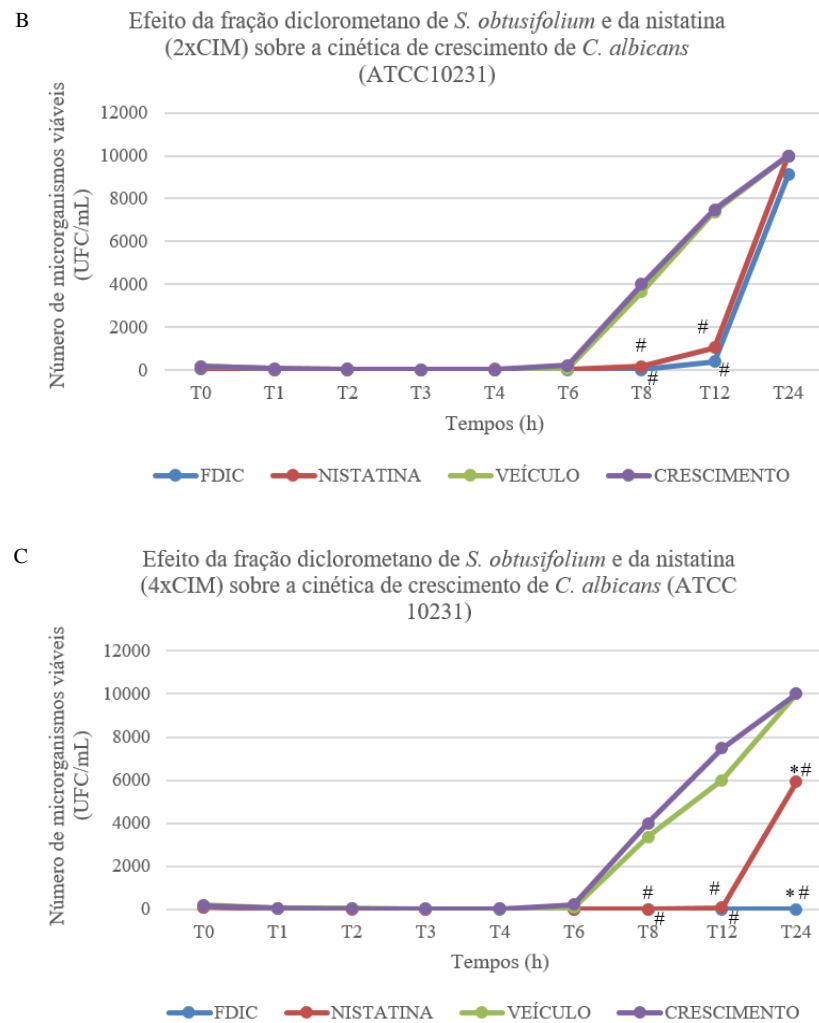 B
Efeito da fração diclorometano de S. obtusifolium e da nistatina
(2xCIM) sobre a cinética de crescimento de C. albicans
(ATCC10231)
Número de microrganismos viáveis
(UFC/mL)
12000
10000
8000
6000
4000
2000
0
# #
# #
T0 T1 T2 T3 T4 T6 T8 T12 T24
Tempos (h)
FDIC NISTATINA VEÍCULO CRESCIMENTO
C
Efeito da fração diclorometano de S. obtusifolium e da nistatina
(4xCIM) sobre a cinética de crescimento de C. albicans (ATCC
10231)
Número de microrganismos viáveis
(UFC/mL)
12000
10000
8000
6000
4000
2000
0
*#
# # *#
# #
T0 T1 T2 T3 T4 T6 T8 T12 T24
Tempos (h)
FDIC NISTATINA VEÍCULO CRESCIMENTO